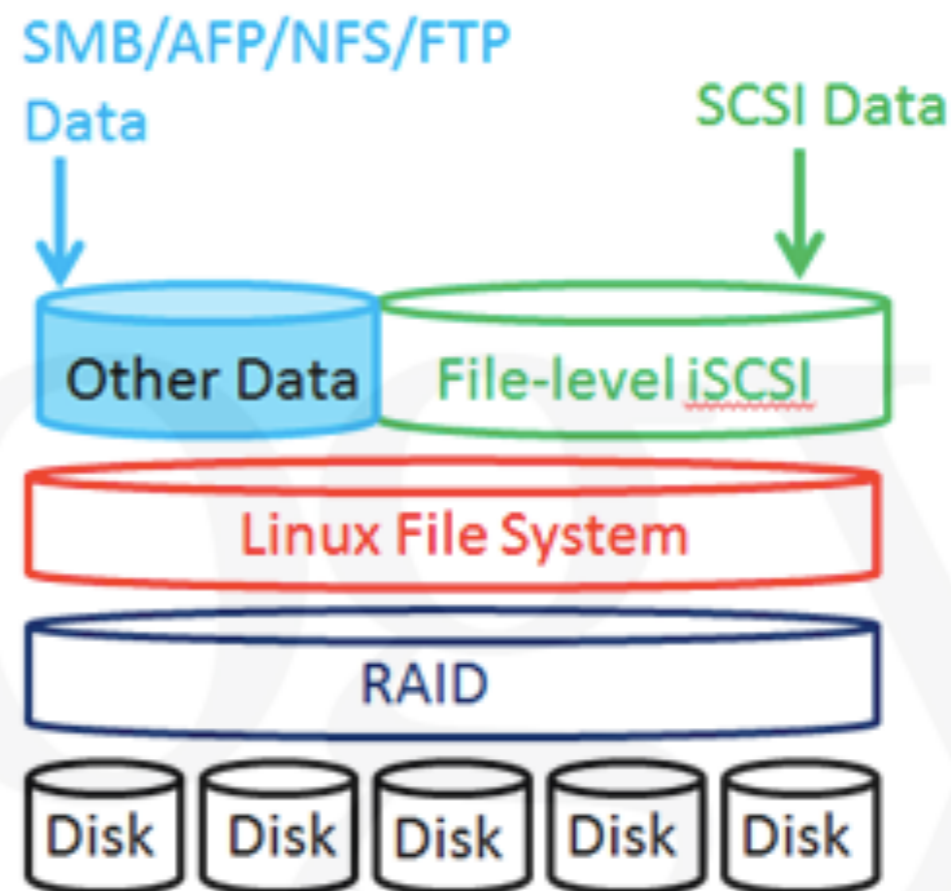 SMB/AFP/NFS/FTP
Data
SCSI Data
Other Data
File-level iSCSI
Linux File System
RAID
Disk
Disk
Disk
Disk
Disk